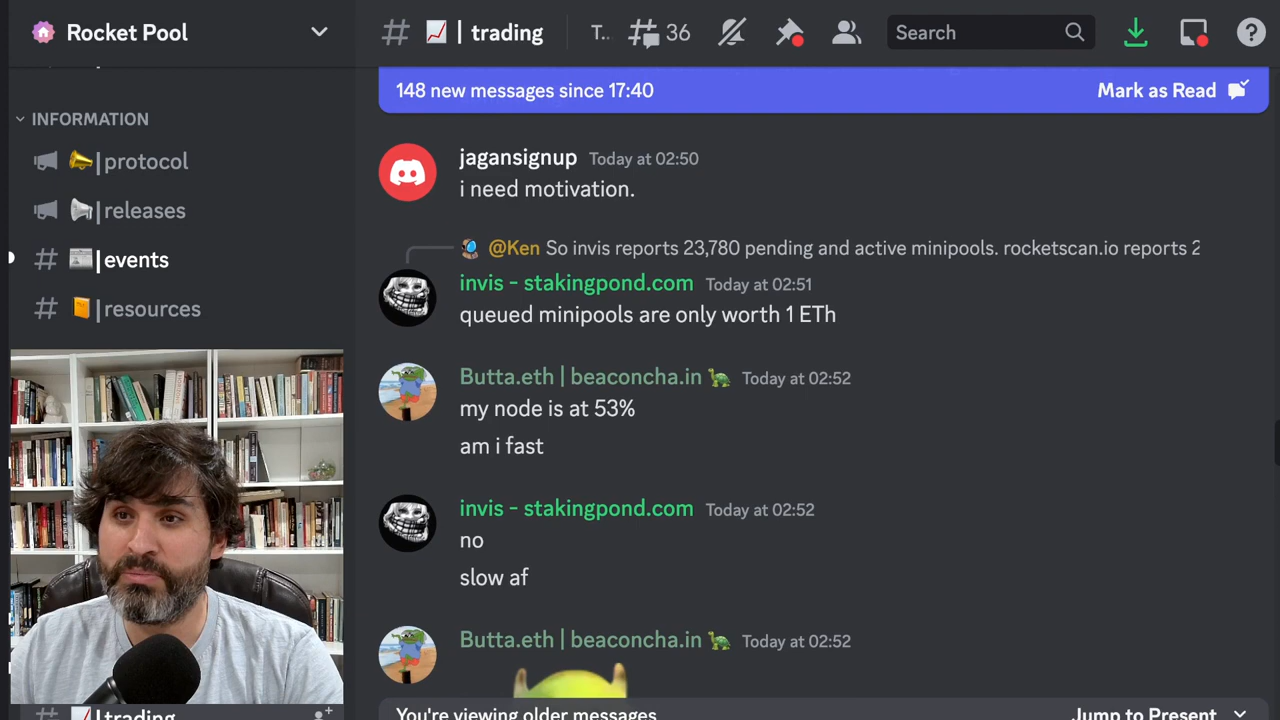 Rocket Pool
# | trading
T..
36
Search
148 new messages since 17:40
Mark as Read
INFORMATION
|protocol
|releases
# |events
# |resources
jagansignup Today at 02:50
i need motivation.
@Ken So invis reports 23,780 pending and active minipools. rocketscan.io reports 2
invis - stakingpond.com Today at 02:51
queued minipools are only worth 1 ETh
Butta.eth | beaconcha.in Today at 02:52
my node is at 53%
am i fast
invis - stakingpond.com Today at 02:52
no
slow af
Butta.eth | beaconcha.in Today at 02:52
# |trading
You're viewing older messages
Jump to Present